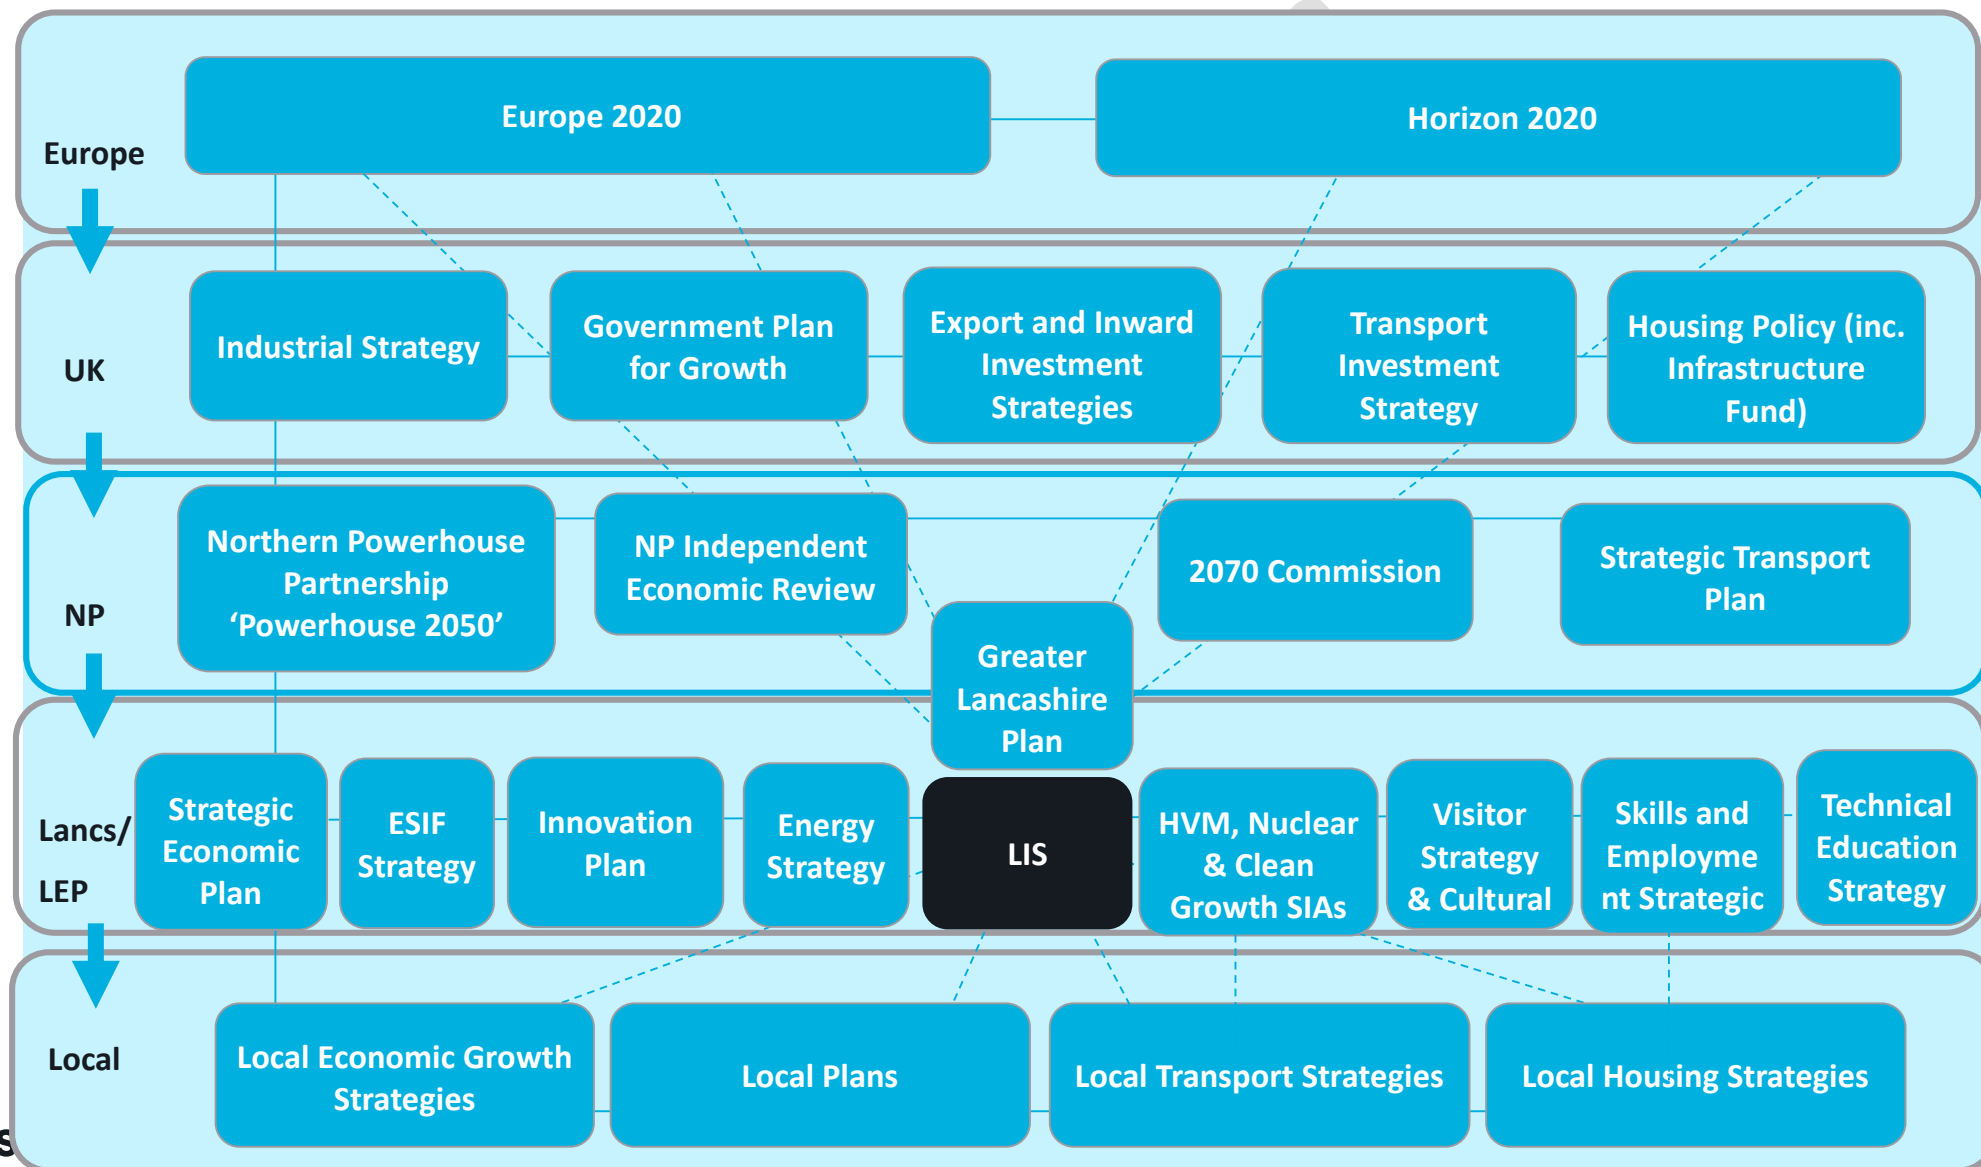 Europe
Europe 2020
Horizon 2020
UK
Industrial Strategy
Government Plan
for Growth
Export and Inward
Investment
Strategies
Transport
Investment
Strategy
Housing Policy (inc.
Infrastructure
Fund)
NP
Northern Powerhouse
Partnership
‘Powerhouse 2050’
NP Independent
Economic Review
2070 Commission
Strategic Transport
Plan
Greater
Lancashire
Plan
Lancs/
LEP
Strategic
Economic
Plan
ESIF
Strategy
Innovation
Plan
Energy
Strategy
LIS
HVM, Nuclear
& Clean
Growth SIAs
Visitor
Strategy
& Cultural
Skills and
Employme
nt Strategic
Technical
Education
Strategy
Local
Local Economic Growth
Strategies
Local Plans
Local Transport Strategies
Local Housing Strategies